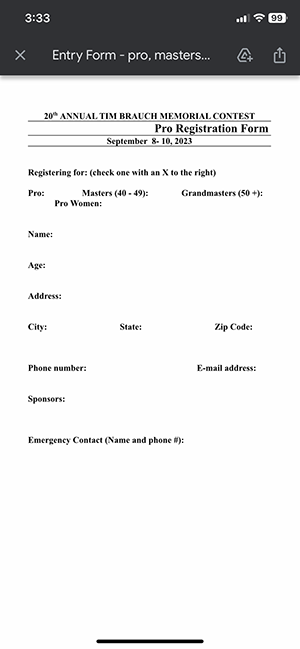 3:33
99
Entry Form - pro, masters...
20th ANNUAL TIM BRAUCH MEMORIAL CONTEST
Pro Registration Form
September 8- 10, 2023
Registering for: (check one with an X to the right)
Pro: Masters (40 - 49): Grandmasters (50 +):
Pro Women:
Name:
Age:
Address:
City: State: Zip Code:
Phone number: E-mail address:
Sponsors:
Emergency Contact (Name and phone #):